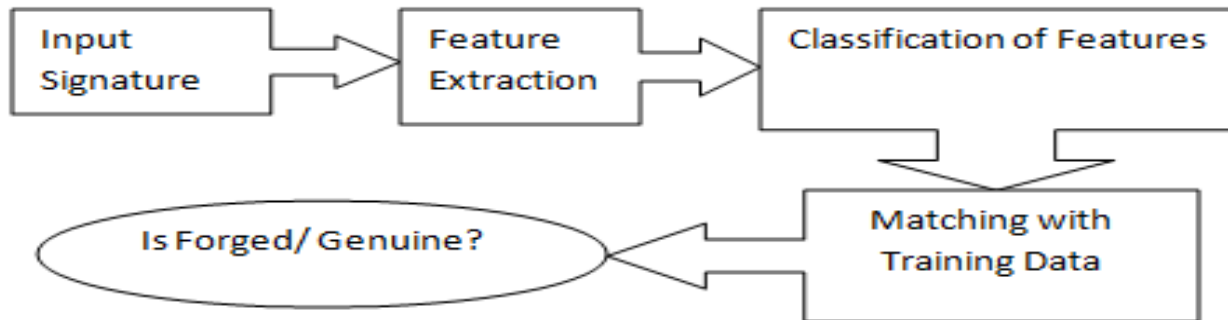 Input
Signature
Feature
Extraction
Classification of Features
Matching with
Training Data
Is Forged/ Genuine?